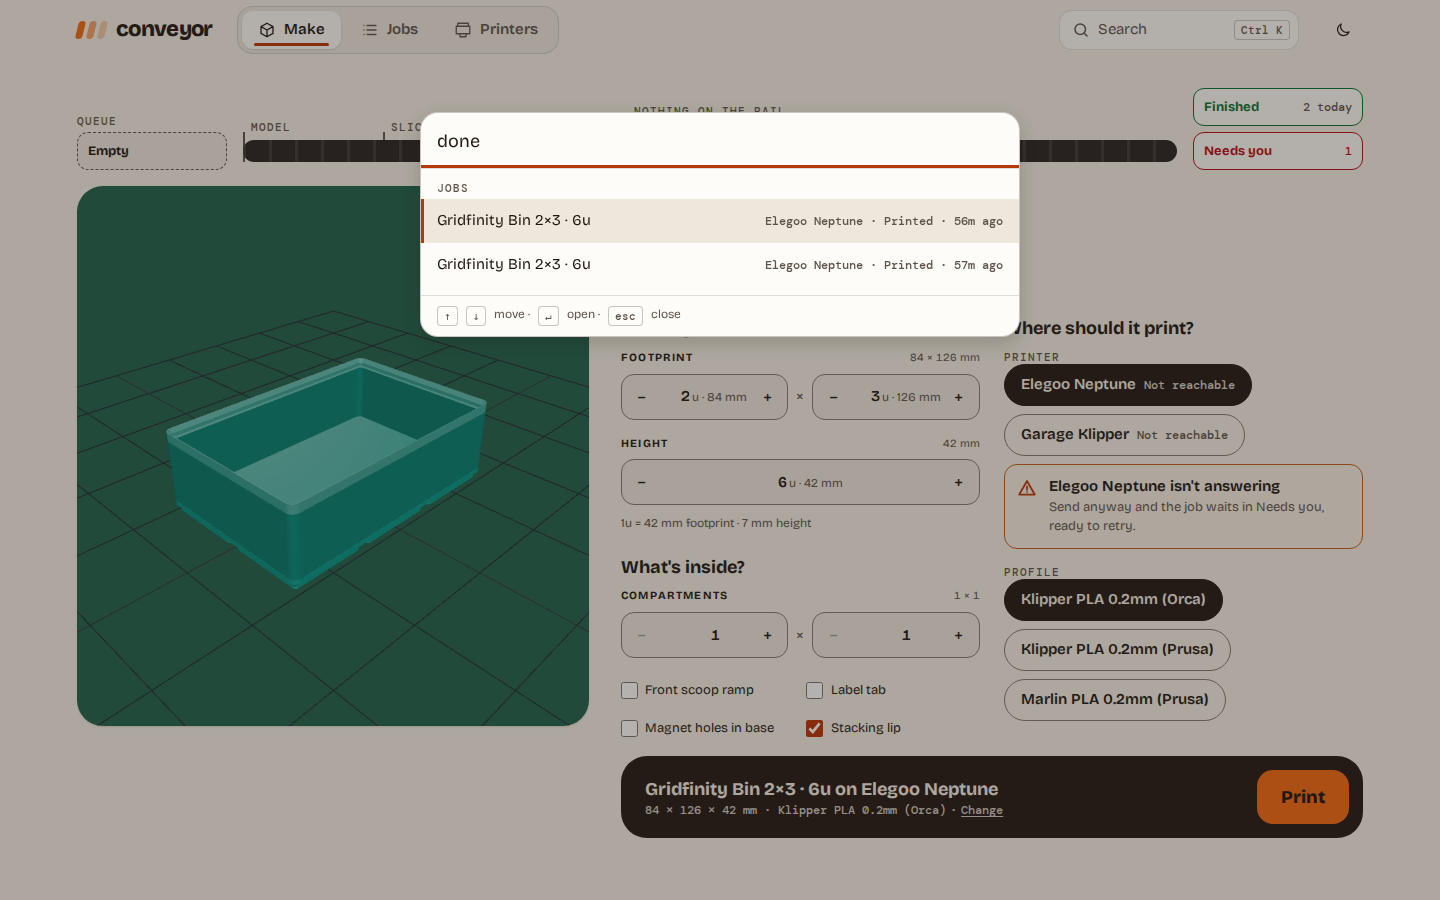 conveyor
Make
Jobs
Printers
Search
Ctrl K
NOTHING ON THE RAIL
QUEUE
Empty
MODEL
SLIC
Finished 2 today
Needs you 1
done
JOBS
Gridfinity Bin 2×3 · 6u Elegoo Neptune · Printed · 56m ago
Gridfinity Bin 2×3 · 6u Elegoo Neptune · Printed · 57m ago
↑ ↓ move · ↵ open · esc close
FOOTPRINT 84 × 126 mm
− 2 u · 84 mm + × − 3 u · 126 mm +
HEIGHT 42 mm
− 6 u · 42 mm +
1u = 42 mm footprint · 7 mm height
What's inside?
COMPARTMENTS 1 × 1
− 1 + × − 1 +
Front scoop ramp
Label tab
Magnet holes in base
Stacking lip
Where should it print?
PRINTER
Elegoo Neptune Not reachable
Garage Klipper Not reachable
Elegoo Neptune isn't answering
Send anyway and the job waits in Needs you,
ready to retry.
PROFILE
Klipper PLA 0.2mm (Orca)
Klipper PLA 0.2mm (Prusa)
Marlin PLA 0.2mm (Prusa)
Gridfinity Bin 2×3 · 6u on Elegoo Neptune
84 × 126 × 42 mm · Klipper PLA 0.2mm (Orca) · Change
Print